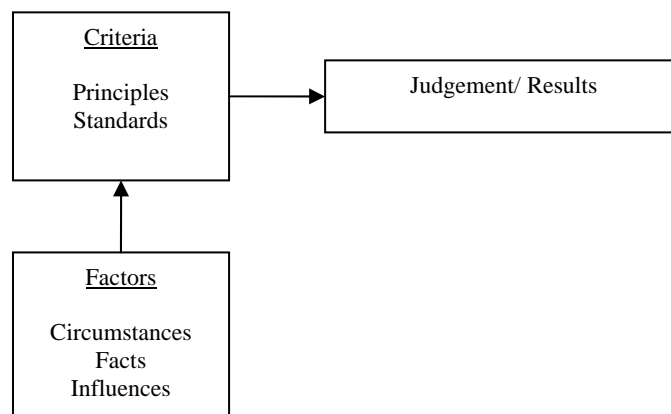 Criteria
Principles
Standards
Judgement/ Results
Factors
Circumstances
Facts
Influences